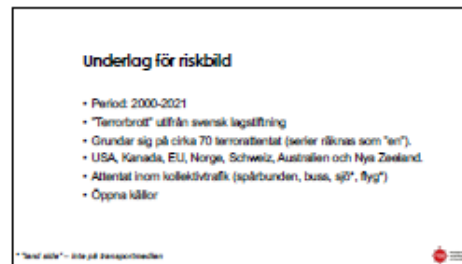 Underlag för riskbild
• Period: 2000-2021
• "Terrorbrott" utifrån svensk lagstiftning
• Grundar sig på cirka 70 terrorattentat (serier räknas som "en").
• USA, Kanada, EU, Norge, Schweiz, Australien och Nya Zeeland.
• Attentat inom kollektivtrafik (spårbunden, buss, sjö*, flyg*)
• Öppna källor
* "land side" – inte på transportmedlen